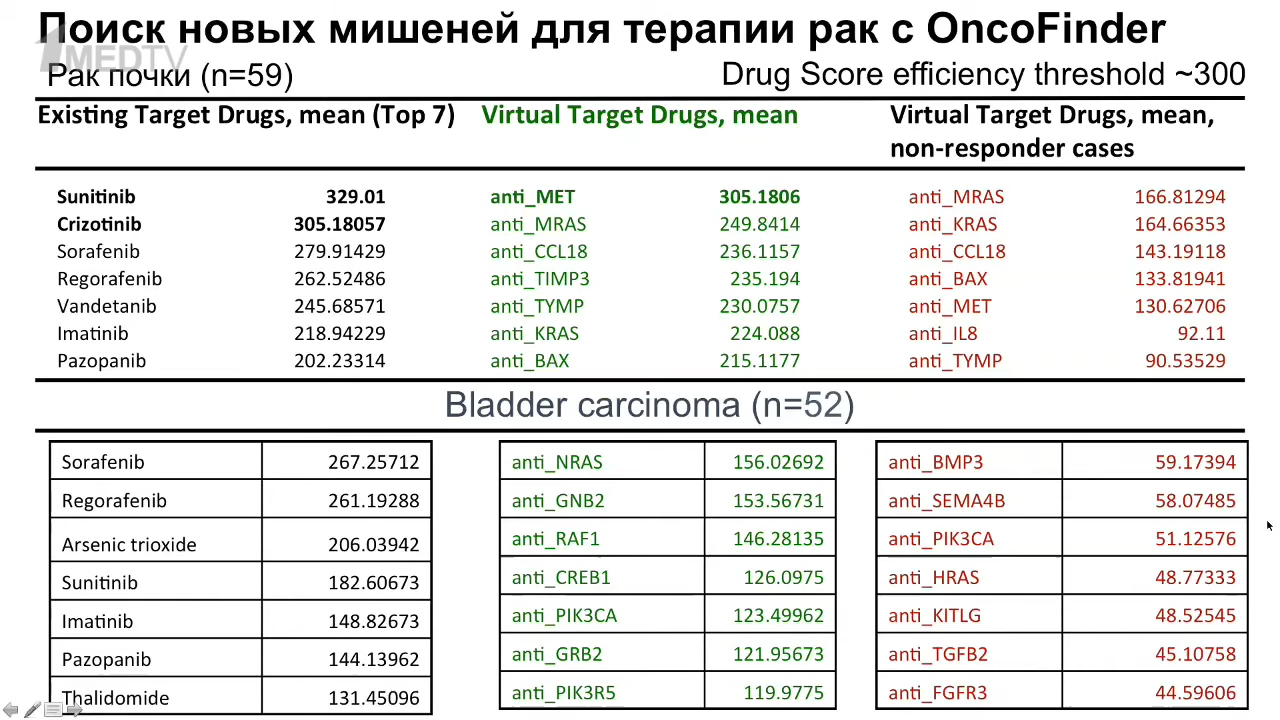 Поиск новых мишеней для терапии рак с OncoFinder
1MEDTV
Рак почки (n=59) Drug Score efficiency threshold ~300
Existing Target Drugs, mean (Top 7) Virtual Target Drugs, mean Virtual Target Drugs, mean,
non-responder cases
Sunitinib 329.01 anti_MET 305.1806 anti_MRAS 166.81294
Crizotinib 305.18057 anti_MRAS 249.8414 anti_KRAS 164.66353
Sorafenib 279.91429 anti_CCL18 236.1157 anti_CCL18 143.19118
Regorafenib 262.52486 anti_TIMP3 235.194 anti_BAX 133.81941
Vandetanib 245.68571 anti_TYMP 230.0757 anti_MET 130.62706
Imatinib 218.94229 anti_KRAS 224.088 anti_IL8 92.11
Pazopanib 202.23314 anti_BAX 215.1177 anti_TYMP 90.53529
Bladder carcinoma (n=52)
Sorafenib 267.25712 anti_NRAS 156.02692 anti_BMP3 59.17394
Regorafenib 261.19288 anti_GNB2 153.56731 anti_SEMA4B 58.07485
Arsenic trioxide 206.03942 anti_RAF1 146.28135 anti_PIK3CA 51.12576
Sunitinib 182.60673 anti_CREB1 126.0975 anti_HRAS 48.77333
Imatinib 148.82673 anti_PIK3CA 123.49962 anti_KITLG 48.52545
Pazopanib 144.13962 anti_GRB2 121.95673 anti_TGFB2 45.10758
Thalidomide 131.45096 anti_PIK3R5 119.9775 anti_FGFR3 44.59606